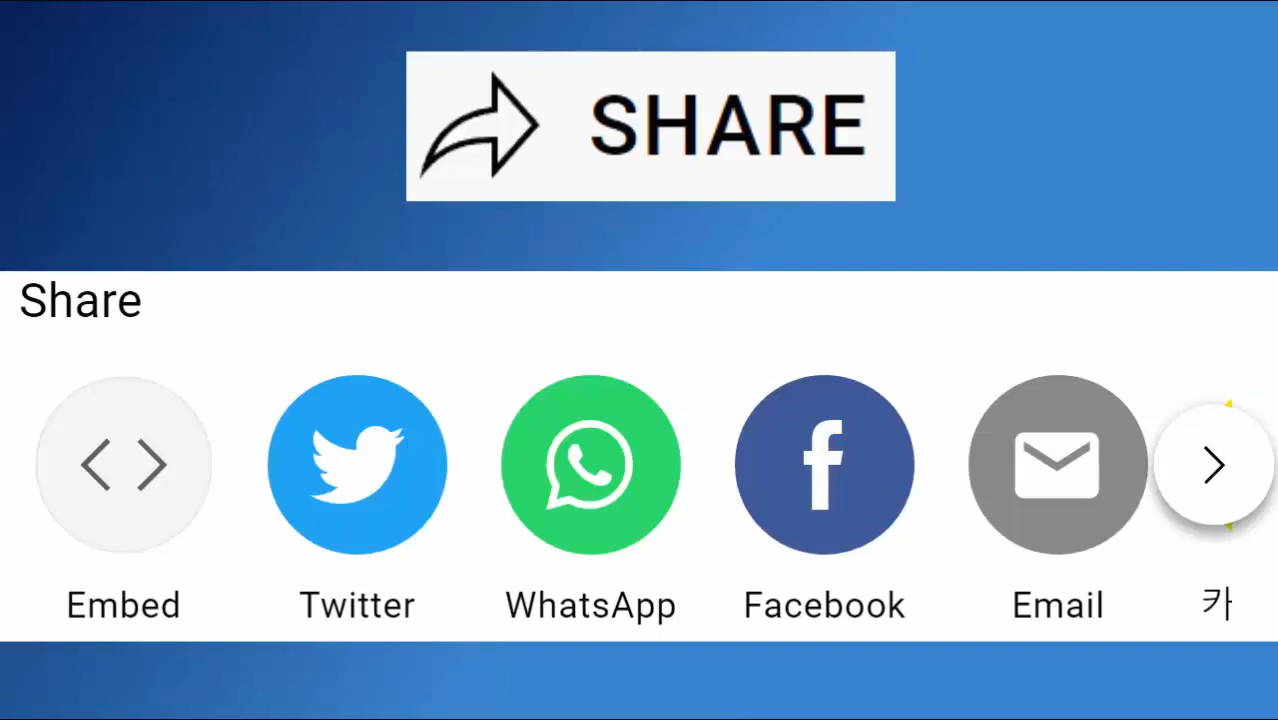 SHARE
Share
Embed
Twitter
WhatsApp
Facebook
Email
카